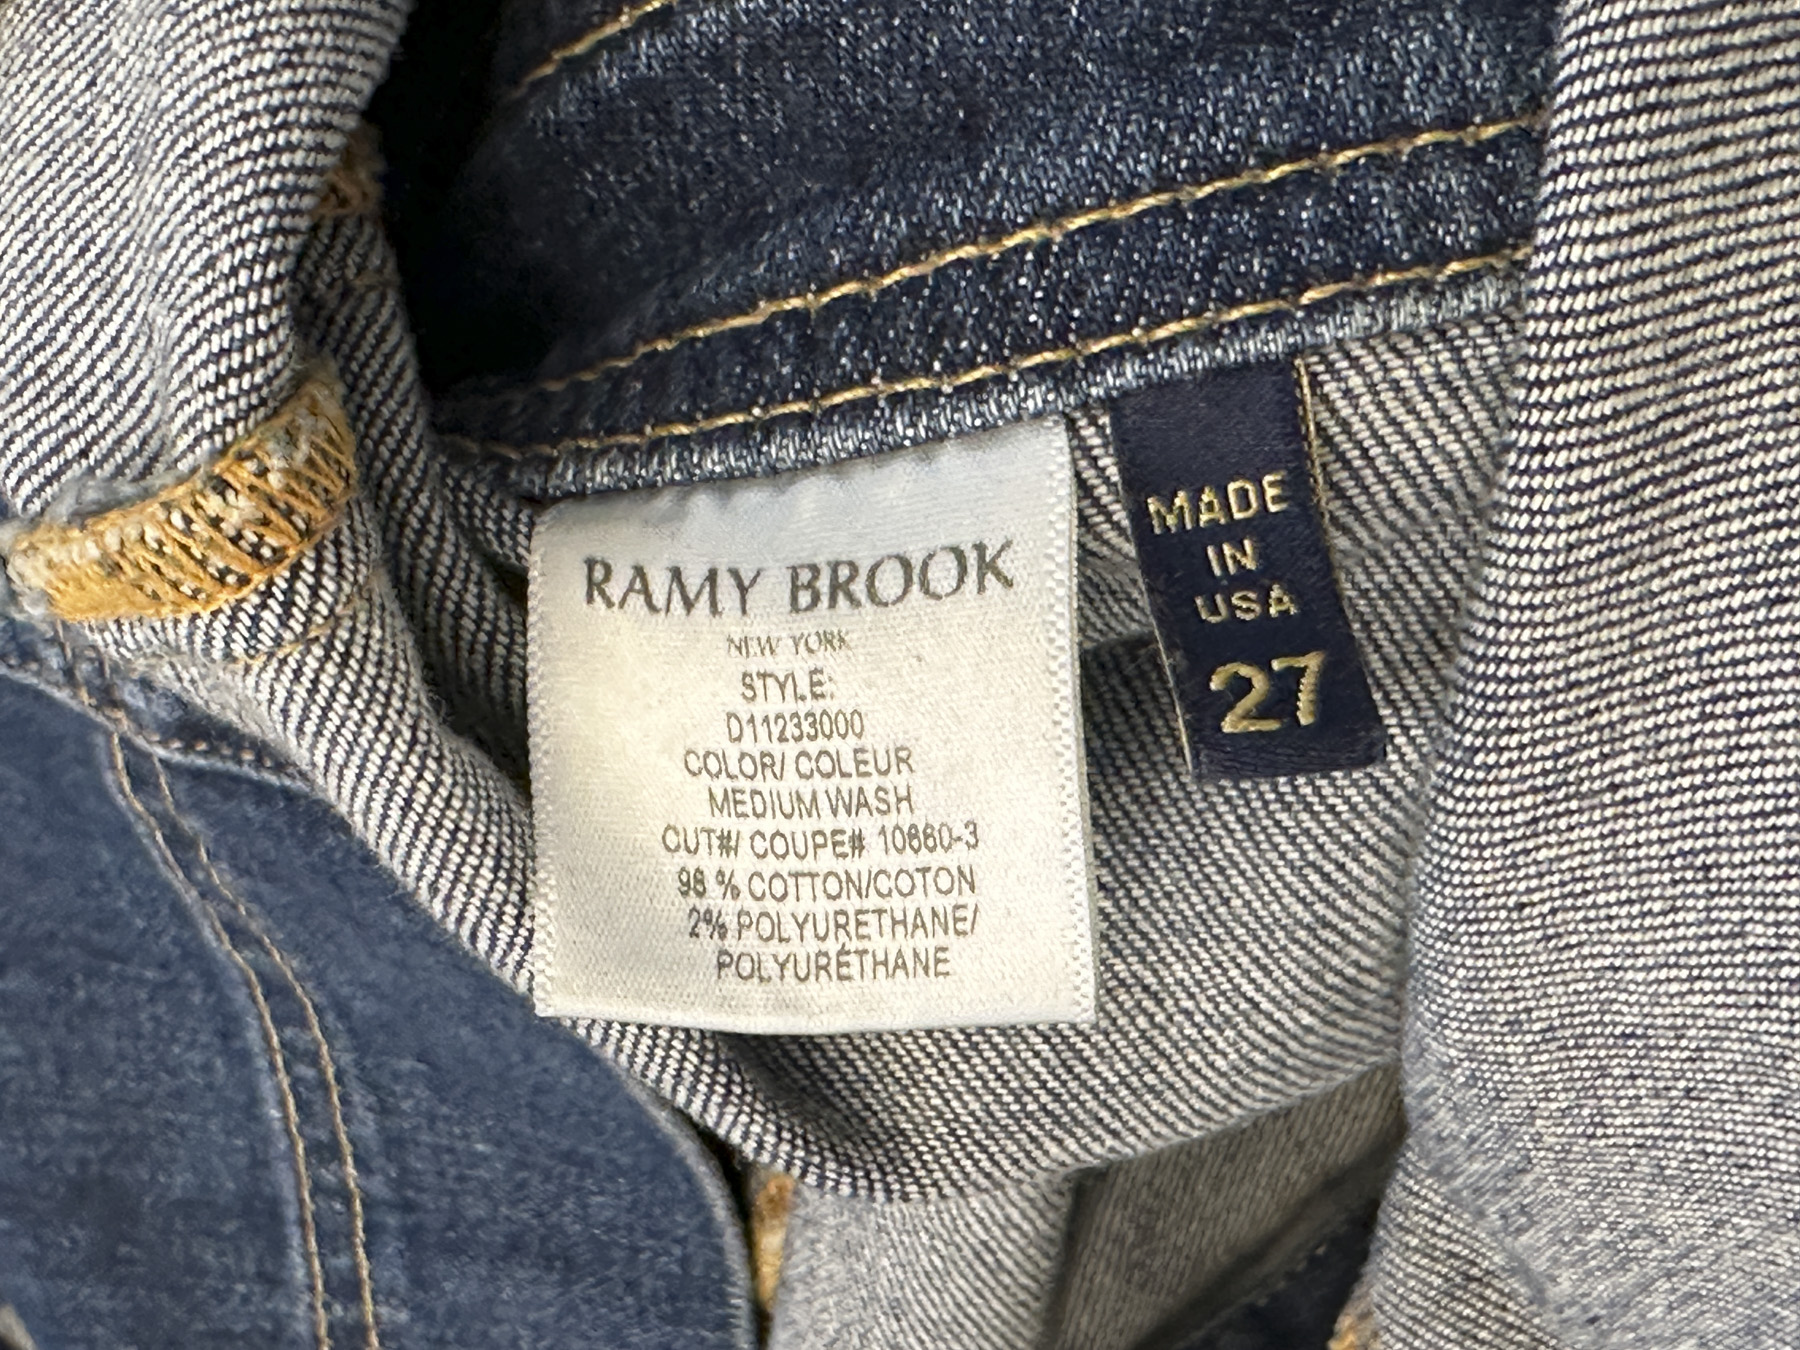 RAMY BROOK
NEW YORK
STYLE:
D11233000
COLOR/ COLEUR
MEDIUM WASH
CUT#/ COUPE# 10660-3
98 % COTTON/COTON
2% POLYURETHANE/
POLYURÉTHANE
MADE
IN
USA
27